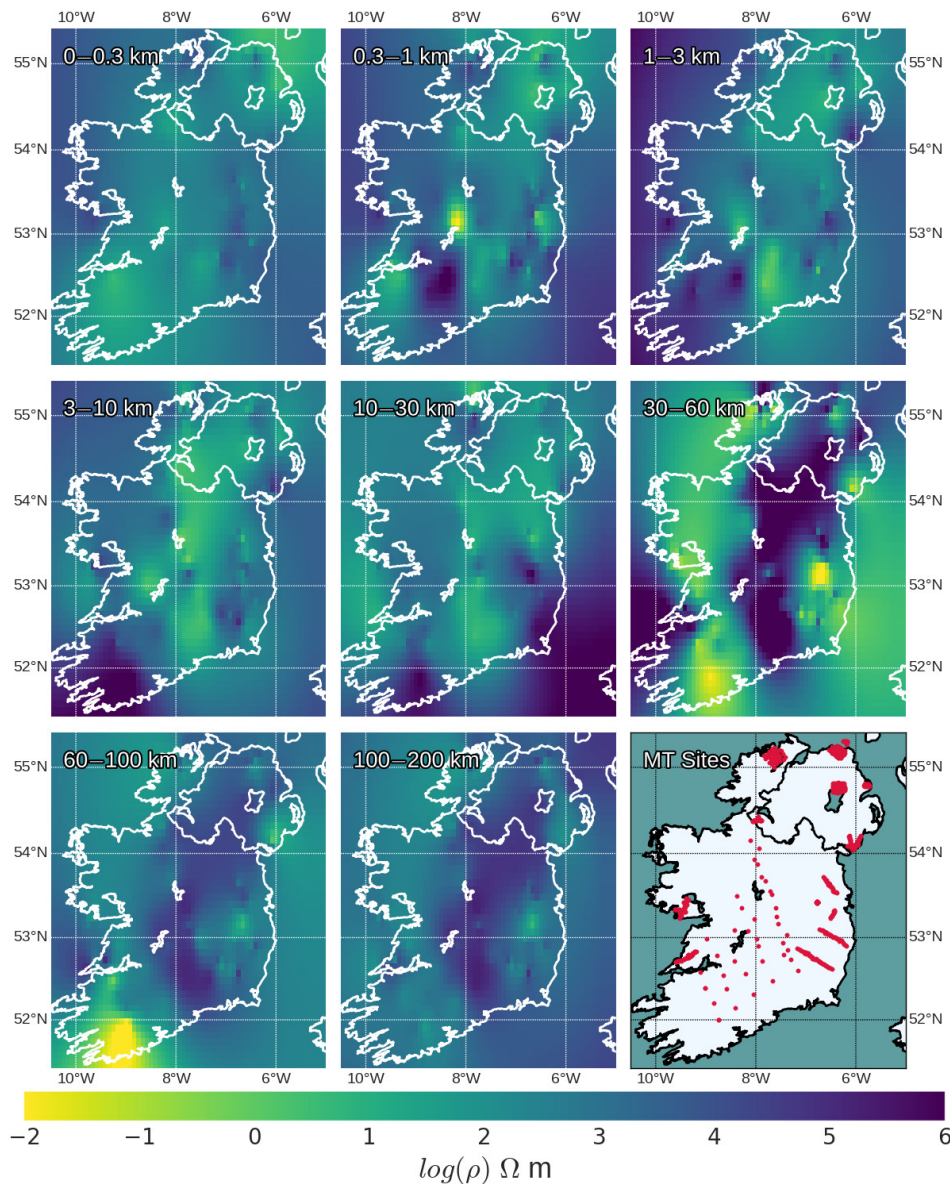 10°W 8°W 6°W 10°W 8°W 6°W 10°W 8°W 6°W
55°N 0−0.3 km 0.3−1 km 1−3 km 55°N
54°N 54°N
53°N 53°N
52°N 52°N
55°N 3−10 km 10−30 km 30−60 km 55°N
54°N 54°N
53°N 53°N
52°N 52°N
60−100 km 100−200 km MT Sites
55°N 55°N
54°N 54°N
53°N 53°N
52°N 52°N
10°W 8°W 6°W 10°W 8°W 6°W 10°W 8°W 6°W
−2 −1 0 1 2 3 4 5 6
log(ρ) Ω m